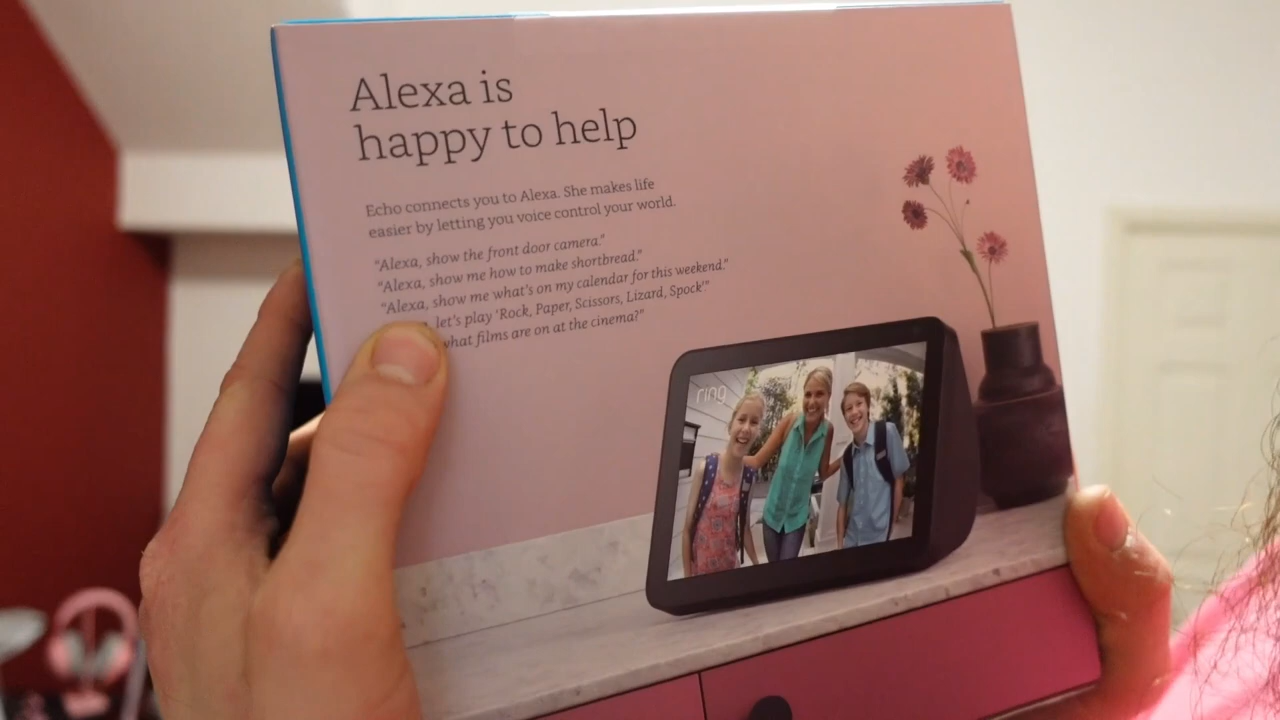 Alexa is
happy to help
Echo connects you to Alexa. She makes life
easier by letting you voice control your world.
"Alexa, show the front door camera."
"Alexa, show me how to make shortbread."
"Alexa, show me what's on my calendar for this weekend."
let's play 'Rock, Paper, Scissors, Lizard, Spock'"
what films are on at the cinema?"
ring